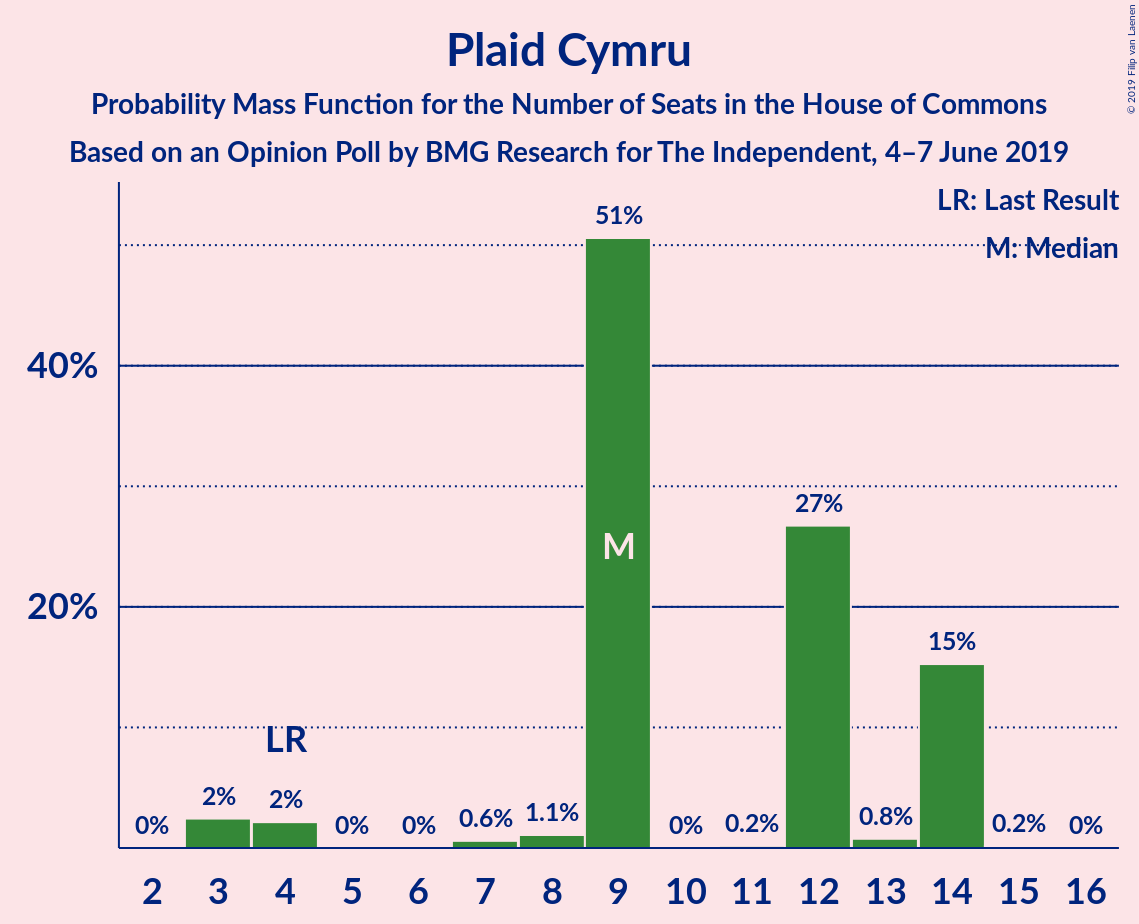 Plaid Cymru
Probability Mass Function for the Number of Seats in the House of Commons
Based on an Opinion Poll by BMG Research for The Independent, 4–7 June 2019
© 2019 Filip van Laenen
LR: Last Result
M: Median
51%
40%
27%
M
20%
15%
LR
0% 2% 2% 0% 0% 0.6% 1.1% 0% 0.2% 0.8% 0.2% 0%
2 3 4 5 6 7 8 9 10 11 12 13 14 15 16